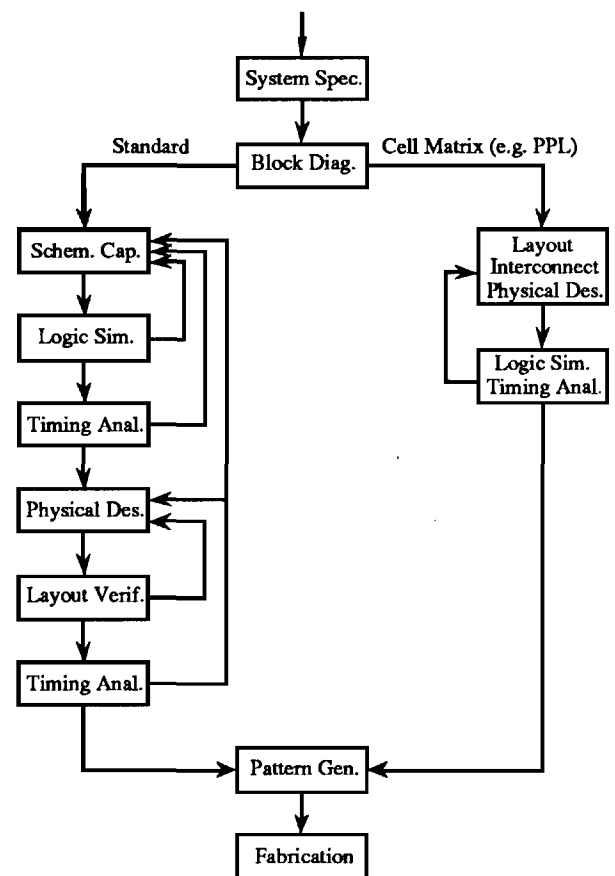 System Spec.
Standard
Cell Matrix (e.g. PPL)
Block Diag.
Schem. Cap.
Layout
Interconnect
Physical Des.
Logic Sim.
Logic Sim.
Timing Anal.
Timing Anal.
Physical Des.
Layout Verif.
Timing Anal.
Pattern Gen.
Fabrication